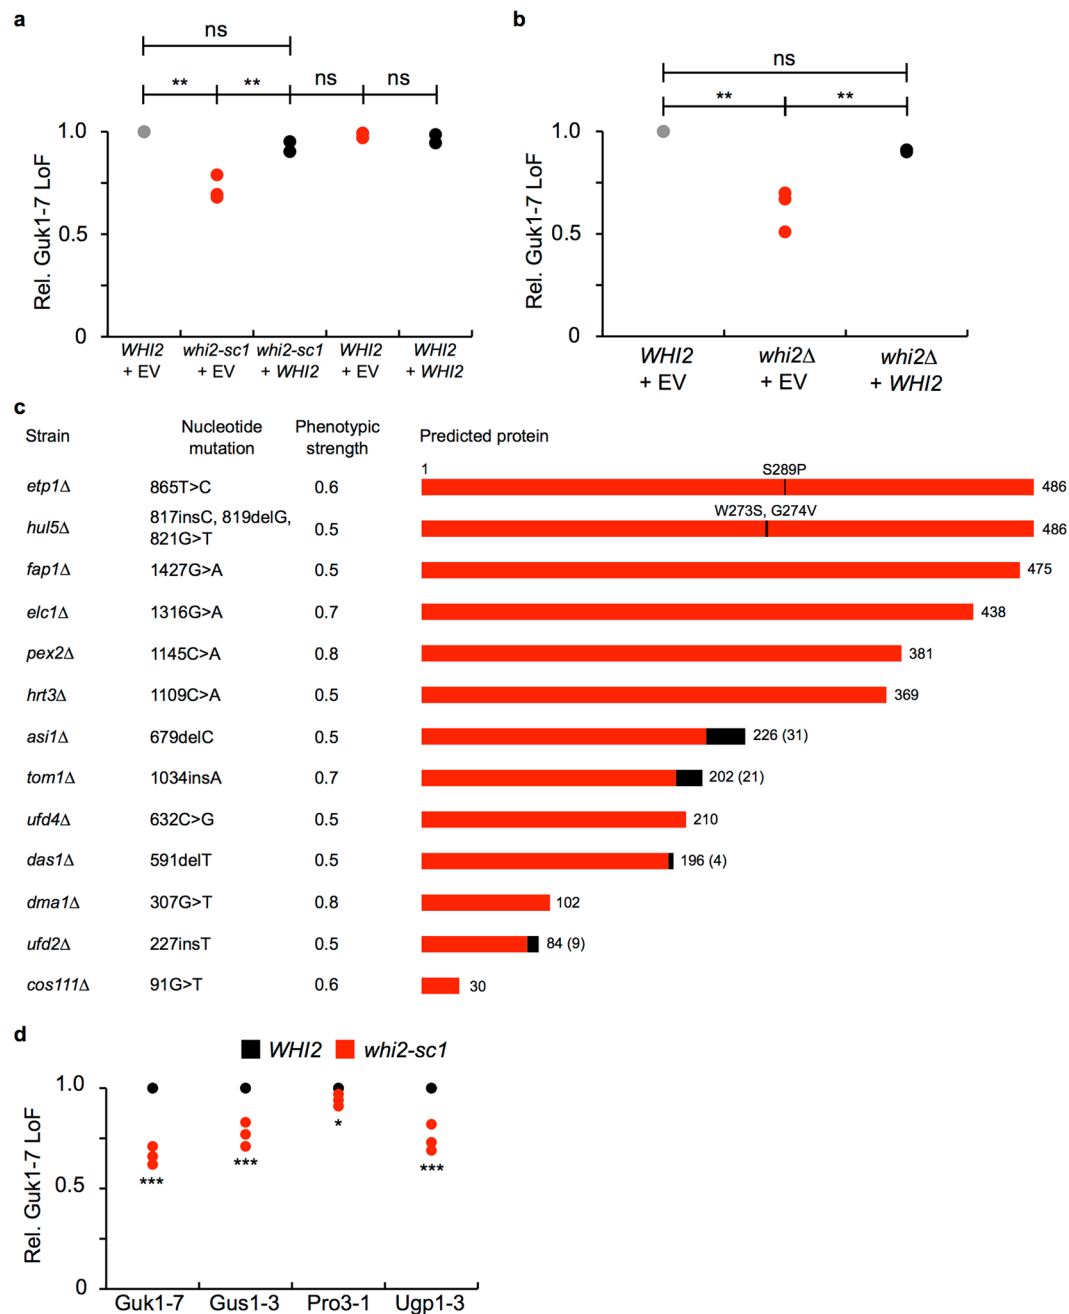 a
ns
** ** ns ns
Rel. Guk1-7 LoF
1.0
0.5
0
WHI2 + EV
whi2-sc1 + EV
whi2-sc1 + WHI2
WHI2 + EV
WHI2 + WHI2
b
ns
** **
Rel. Guk1-7 LoF
1.0
0.5
0
WHI2 + EV
whi2Δ + EV
whi2Δ + WHI2
c
Strain Nucleotide mutation Phenotypic strength Predicted protein
1 S289P
etp1Δ 865T>C 0.6 486
W273S, G274V
hul5Δ 817insC, 819delG, 821G>T 0.5 486
fap1Δ 1427G>A 0.5 475
elc1Δ 1316G>A 0.7 438
pex2Δ 1145C>A 0.8 381
hrt3Δ 1109C>A 0.5 369
asi1Δ 679delC 0.5 226 (31)
tom1Δ 1034insA 0.7 202 (21)
ufd4Δ 632C>G 0.5 210
das1Δ 591delT 0.5 196 (4)
dma1Δ 307G>T 0.8 102
ufd2Δ 227insT 0.5 84 (9)
cos111Δ 91G>T 0.6 30
d
WHI2 whi2-sc1
Rel. Guk1-7 LoF
1.0
0.5
0
*** *** * ***
Guk1-7 Gus1-3 Pro3-1 Ugp1-3